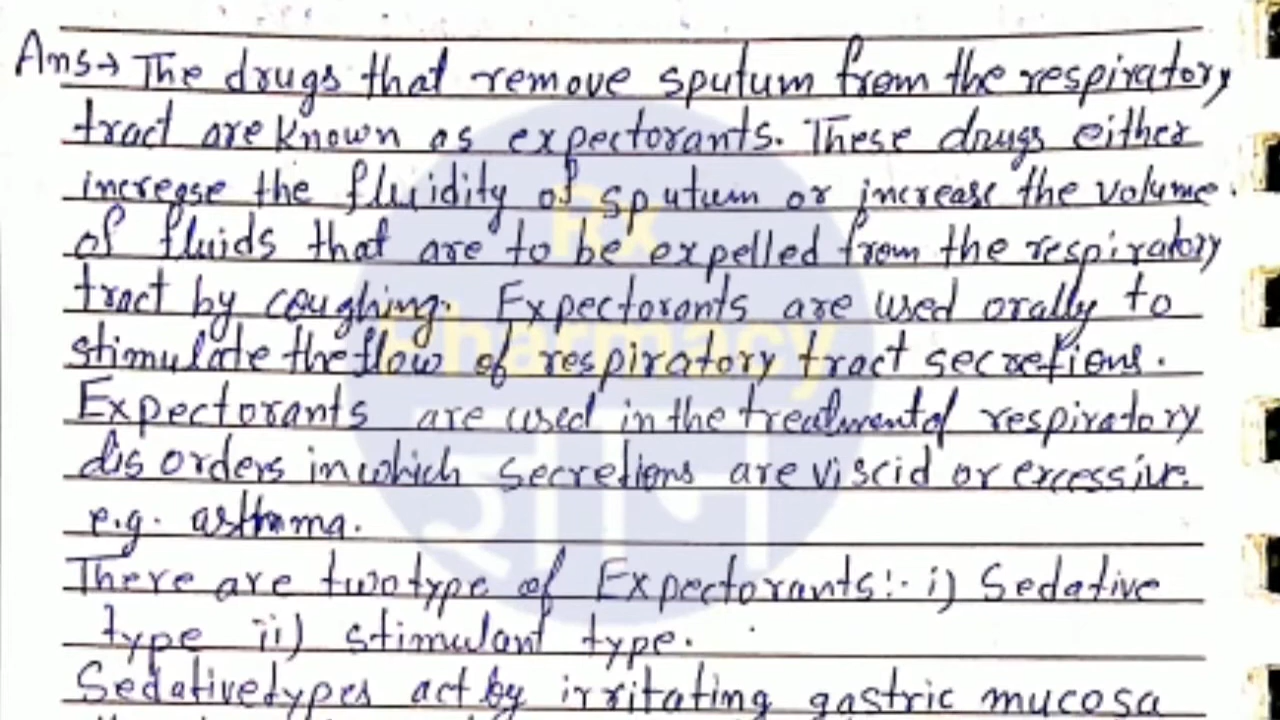 Ans→ The drugs that remove sputum from the respiratory
tract are known as expectorants. These drugs either
increase the fluidity of sputum or increase the volume
of fluids that are to be expelled from the respiratory
tract by coughing. Expectorants are used orally to
stimulate the flow of respiratory tract secretions.
Expectorants are used in the treatment of respiratory
disorders in which secretions are viscid or excessive.
e.g. asthma.
There are two type of Expectorants:- i) Sedative
type ii) stimulant type.
Sedative types act by irritating gastric mucosa
Rx
Pharmacy
ज्ञान